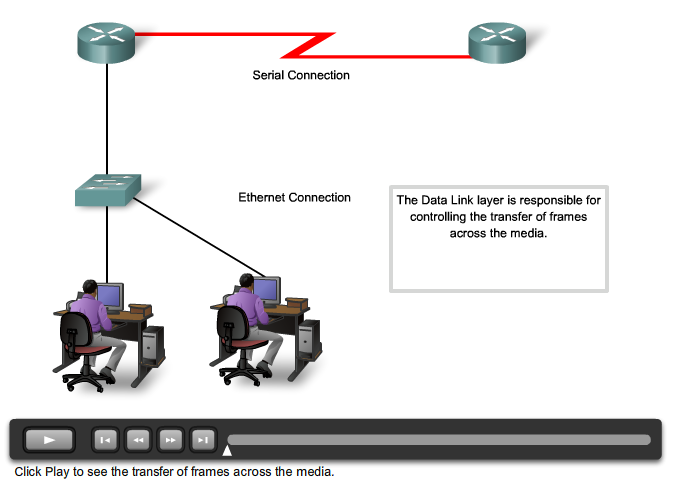 Serial Connection
Ethernet Connection
The Data Link layer is responsible for
controlling the transfer of frames
across the media.
Click Play to see the transfer of frames across the media.